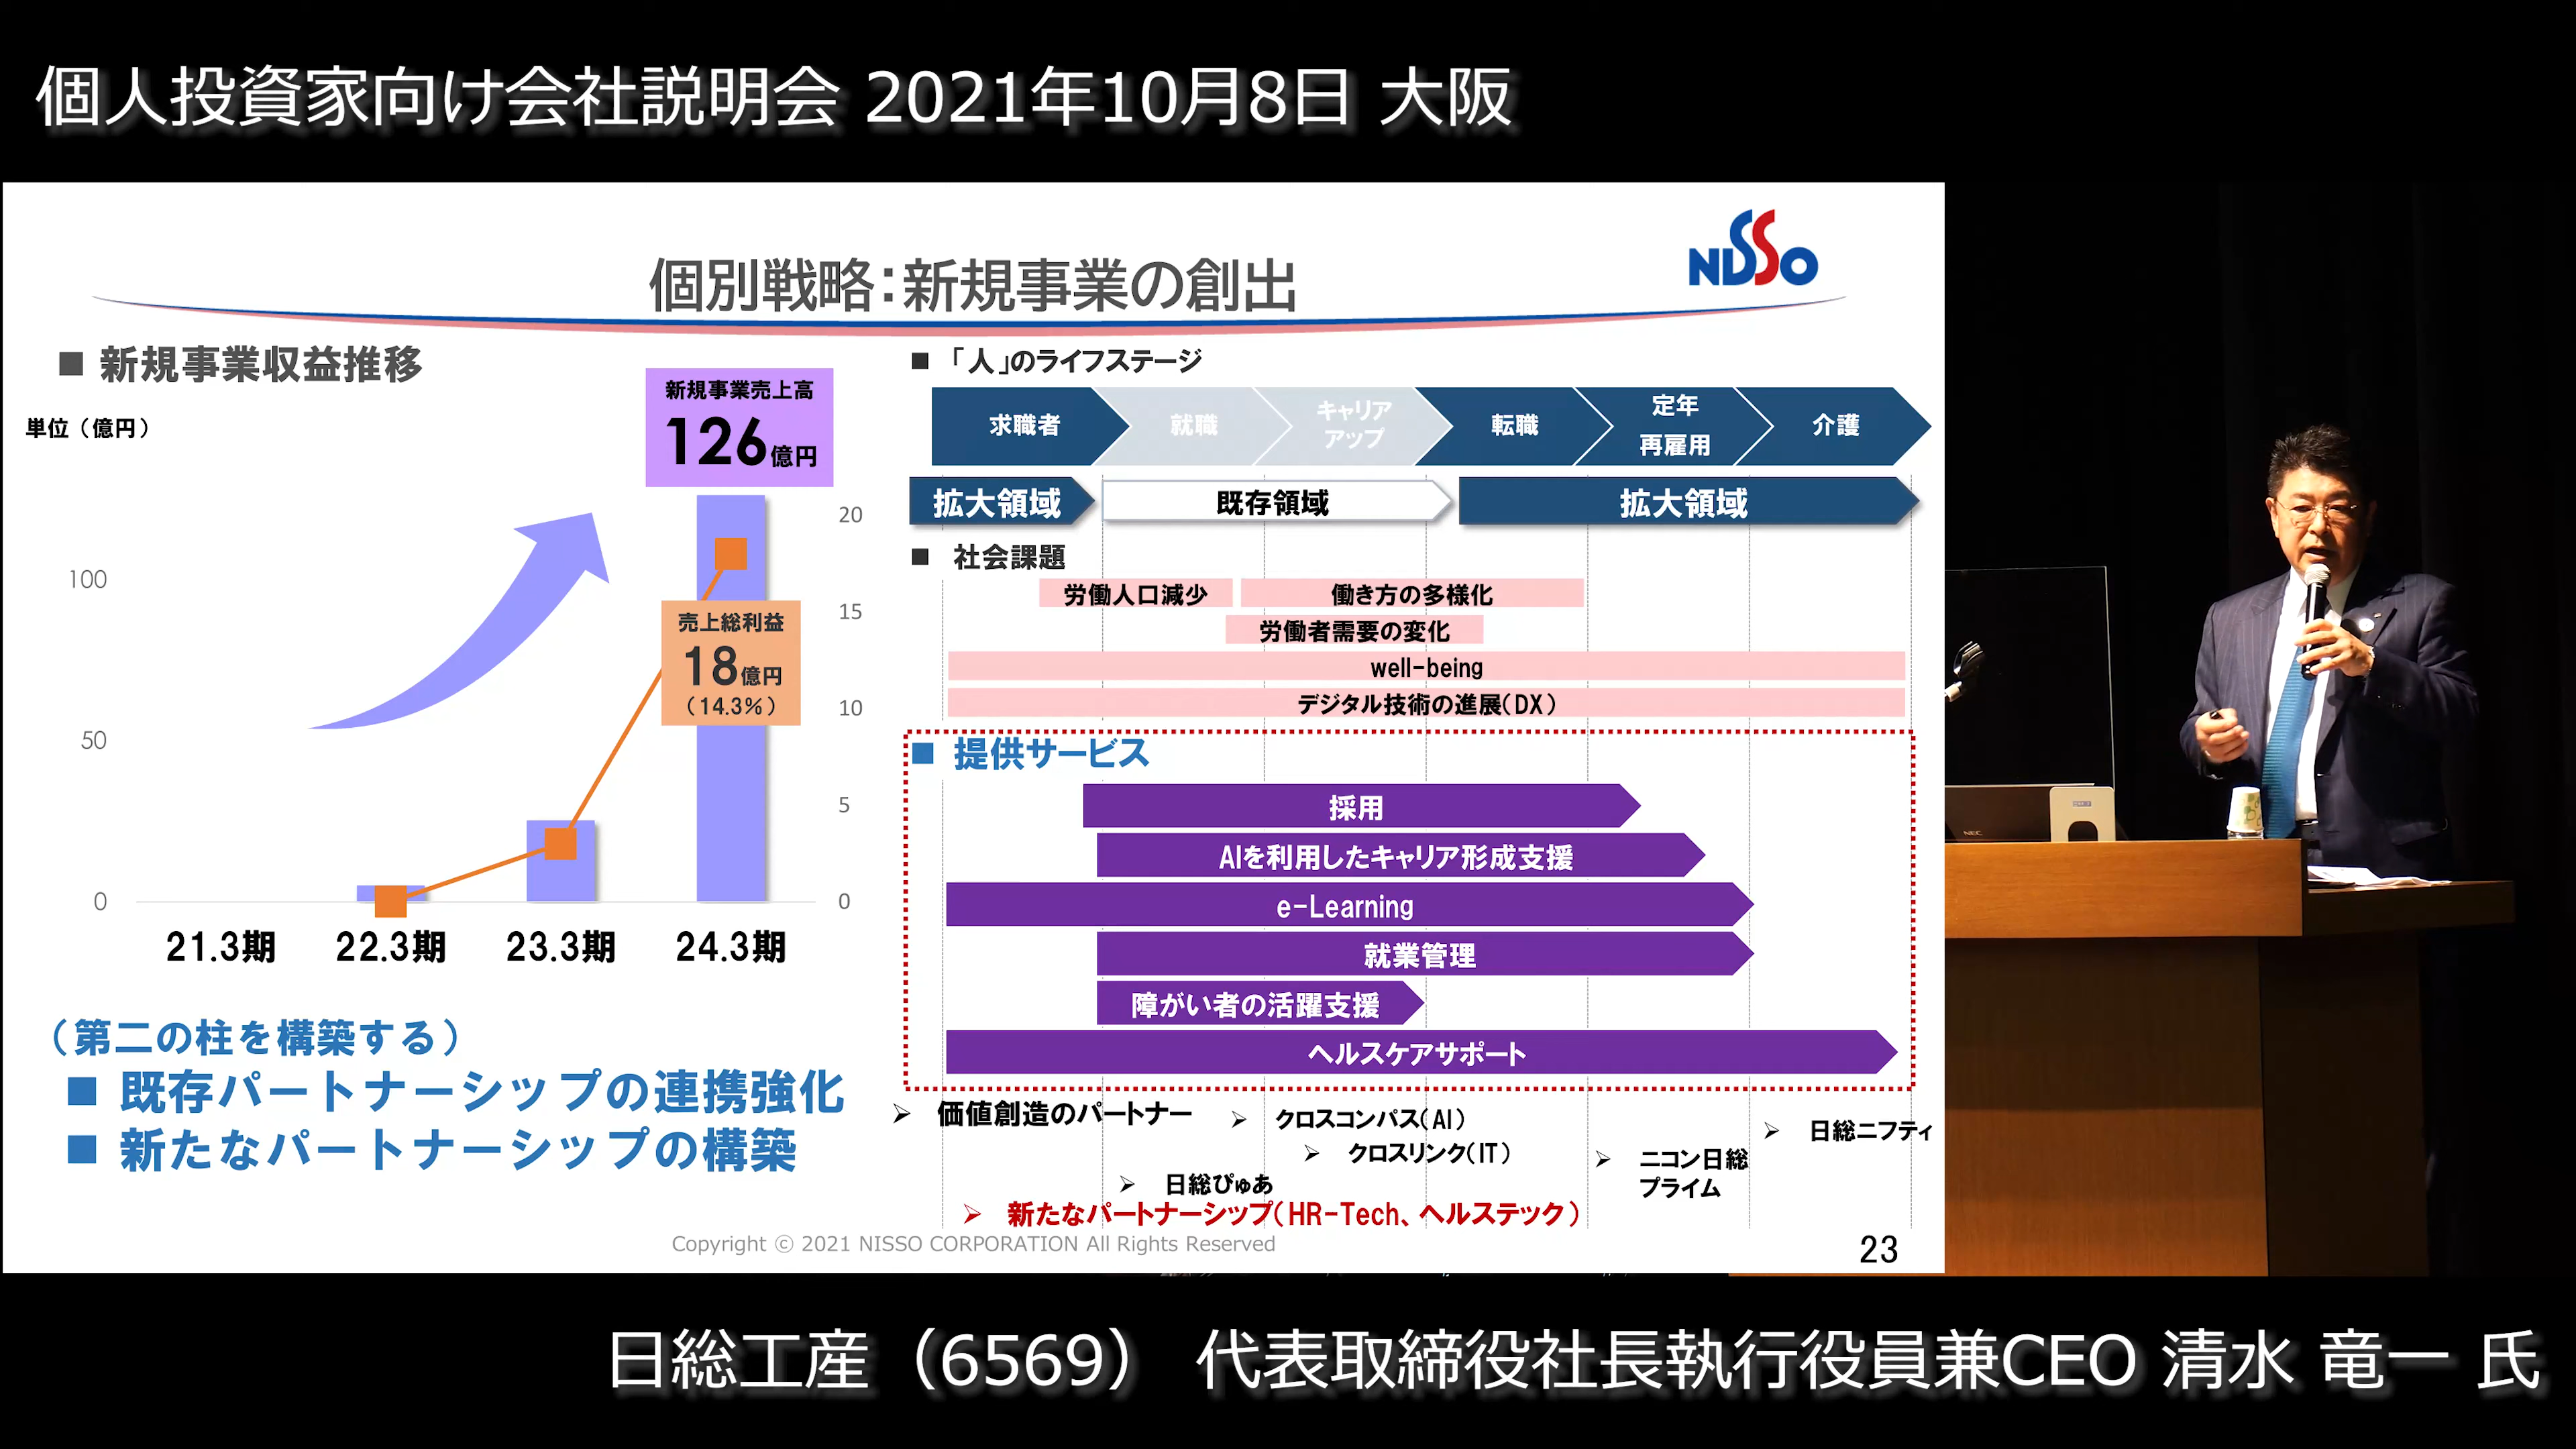 個人投資家向け会社説明会 2021年10月8日 大阪
NISSO
個別戦略：新規事業の創出
■ 新規事業収益推移
単位（億円）
新規事業売上高
126億円
売上総利益
18億円
（14.3％）
100
50
0
20
15
10
5
0
21.3期 22.3期 23.3期 24.3期
（第二の柱を構築する）
■ 既存パートナーシップの連携強化
■ 新たなパートナーシップの構築
■ 「人」のライフステージ
求職者
就職
キャリア
アップ
転職
定年
再雇用
介護
拡大領域 既存領域 拡大領域
■ 社会課題
労働人口減少 働き方の多様化
労働者需要の変化
well-being
デジタル技術の進展（DX）
■ 提供サービス
採用
AIを利用したキャリア形成支援
e-Learning
就業管理
障がい者の活躍支援
ヘルスケアサポート
➢ 価値創造のパートナー
➢ クロスコンパス（AI）
➢ 日総ニフティ
➢ クロスリンク（IT）
➢ ニコン日総
プライム
➢ 日総ぴゅあ
➢ 新たなパートナーシップ（HR-Tech、ヘルステック）
Copyright © 2021 NISSO CORPORATION All Rights Reserved
23
NEC
日総工産（6569） 代表取締役社長執行役員兼CEO 清水 竜一 氏